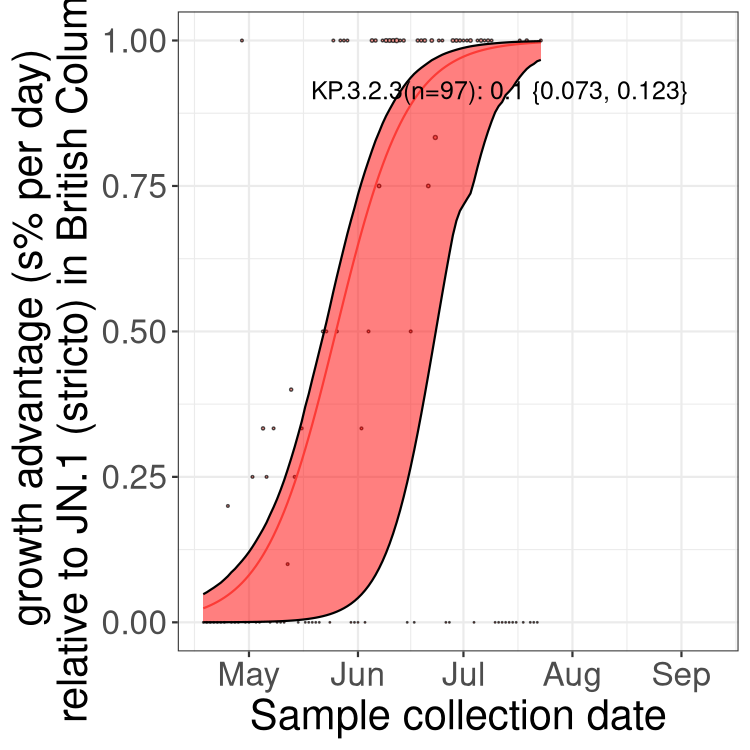 growth advantage (s% per day)
relative to JN.1 (stricto) in British Colum
1.00
0.75
0.50
0.25
0.00
KP.3.2.3(n=97): 0.1 {0.073, 0.123}
May Jun Jul Aug Sep
Sample collection date